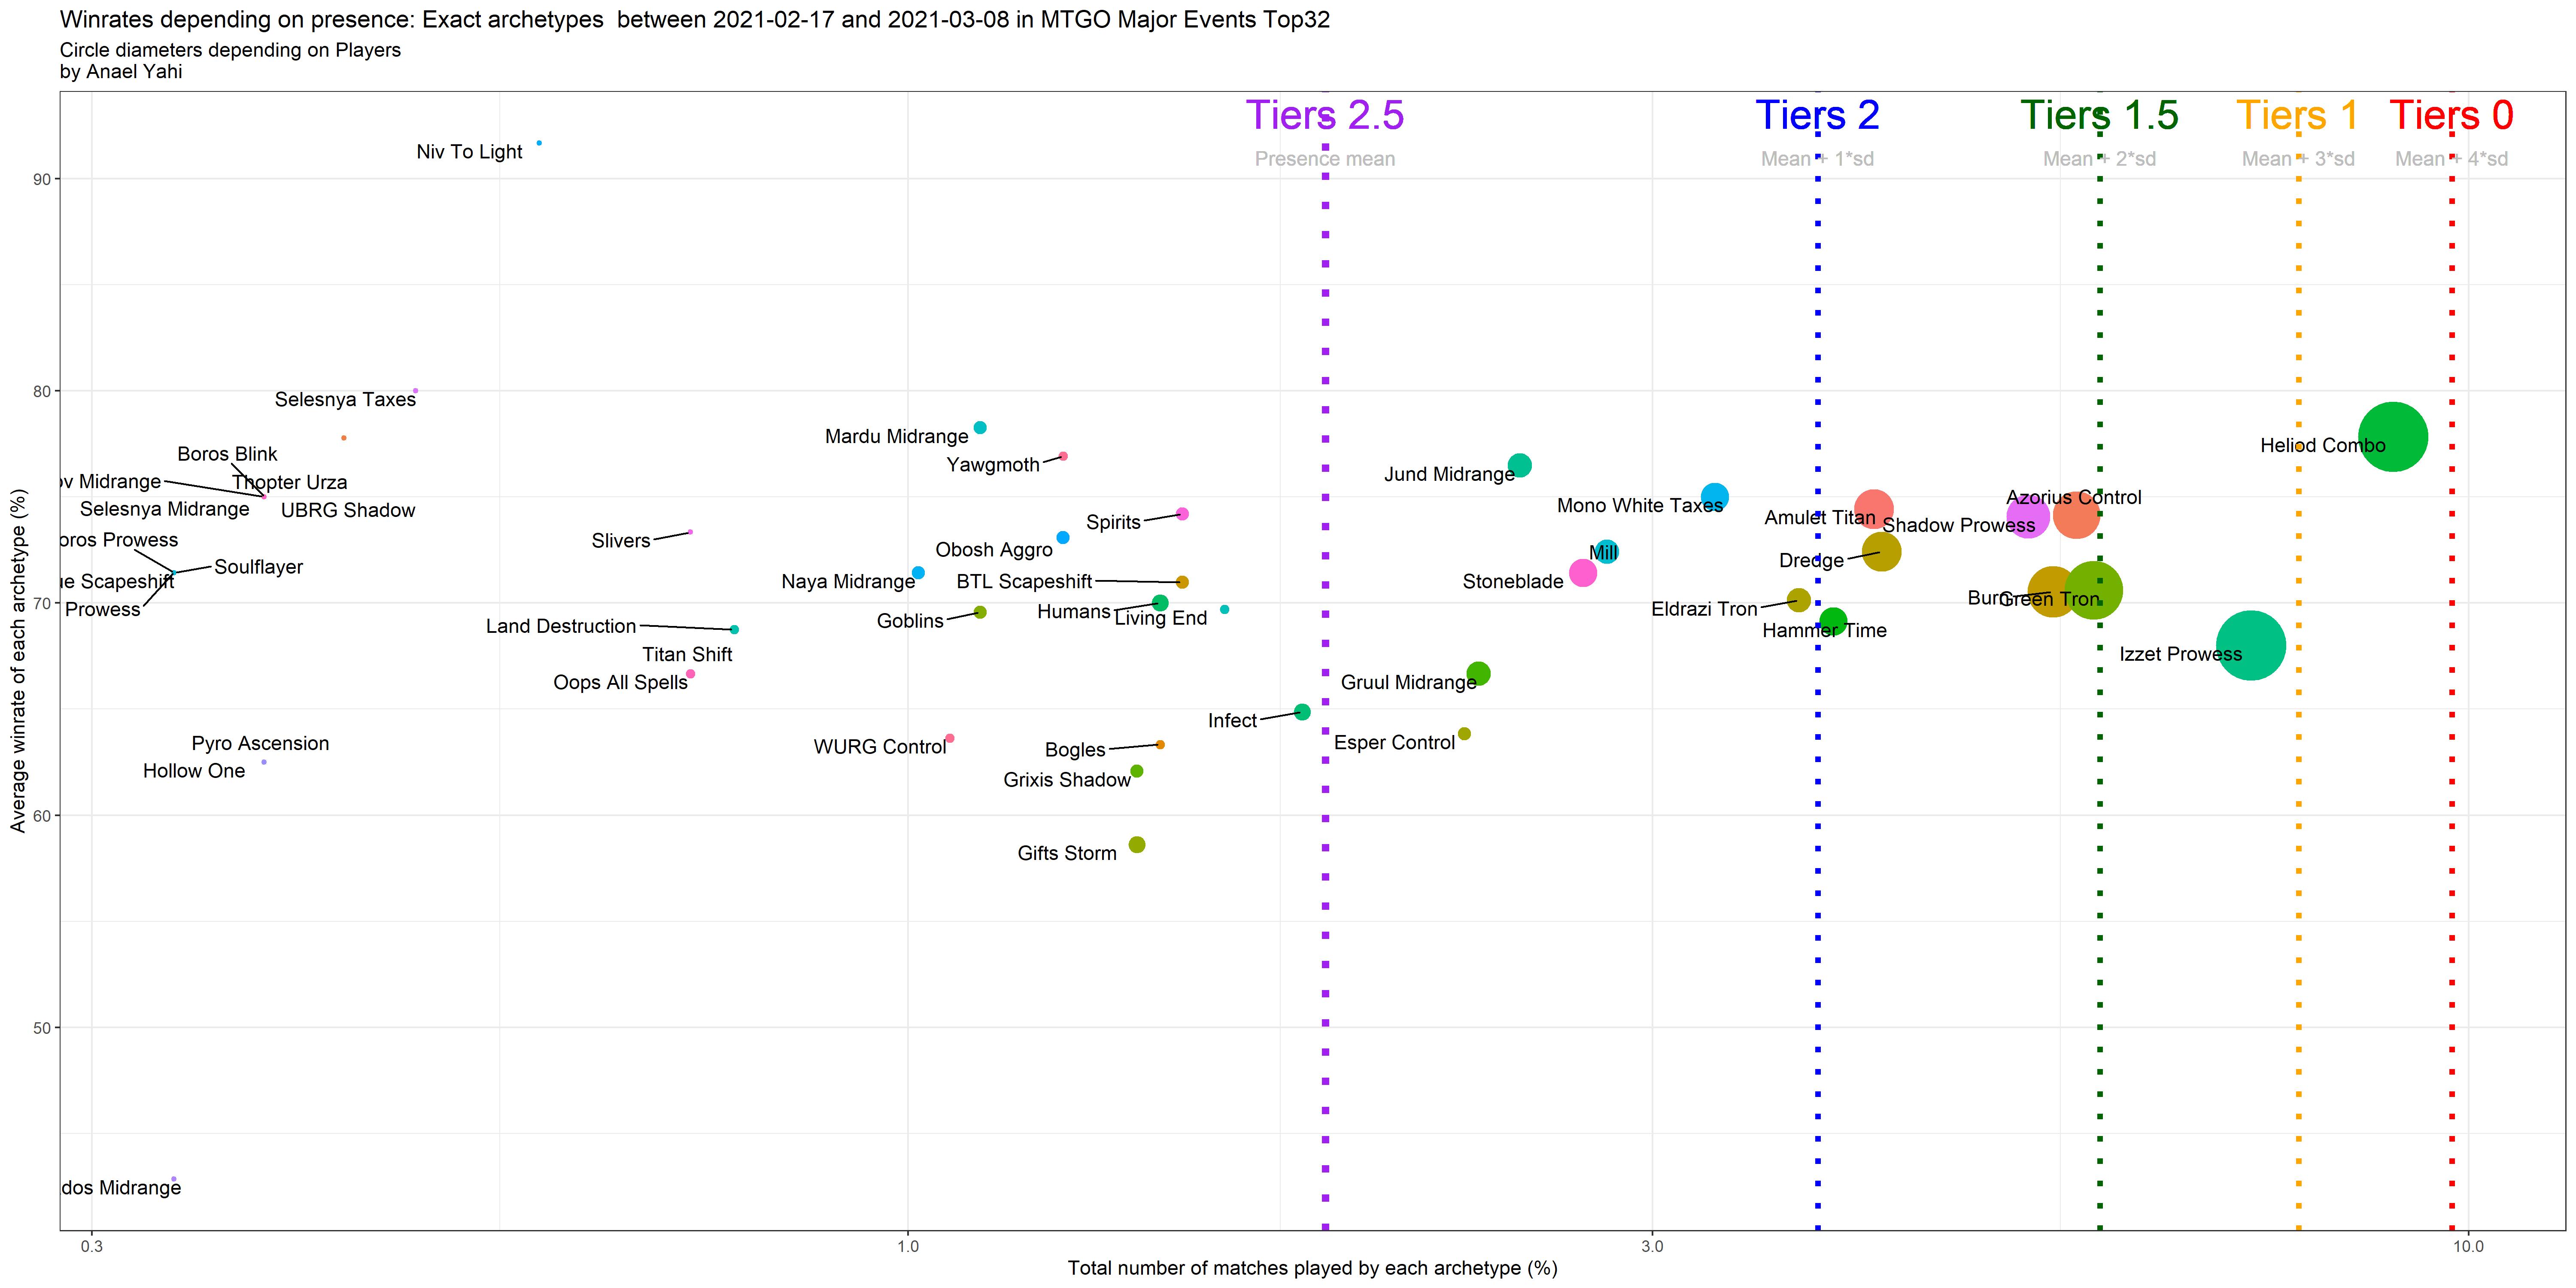 Winrates depending on presence: Exact archetypes  between 2021-02-17 and 2021-03-08 in MTGO Major Events Top32
Circle diameters depending on Players
by Anael Yahi
Tiers 2.5
Tiers 2
Tiers 1.5
Tiers 1
Tiers 0
Presence mean
Mean + 1*sd
Mean + 2*sd
Mean + 3*sd
Mean + 4*sd
Niv To Light
90
80
Selesnya Taxes
Mardu Midrange
Heliod Combo
Boros Blink
Yawgmoth
Jund Midrange
ov Midrange
Thopter Urza
Azorius Control
Selesnya Midrange
UBRG Shadow
Mono White Taxes
Amulet Titan
Shadow Prowess
Spirits
oros Prowess
Slivers
Obosh Aggro
Mill
Dredge
Soulflayer
ue Scapeshift
Naya Midrange
BTL Scapeshift
Stoneblade
70
Burn
Green Tron
Prowess
Humans
Living End
Eldrazi Tron
Goblins
Land Destruction
Hammer Time
Titan Shift
Izzet Prowess
Oops All Spells
Gruul Midrange
Infect
Pyro Ascension
WURG Control
Bogles
Esper Control
Hollow One
Grixis Shadow
60
Gifts Storm
50
dos Midrange
Average winrate of each archetype (%)
0.3
1.0
3.0
10.0
Total number of matches played by each archetype (%)